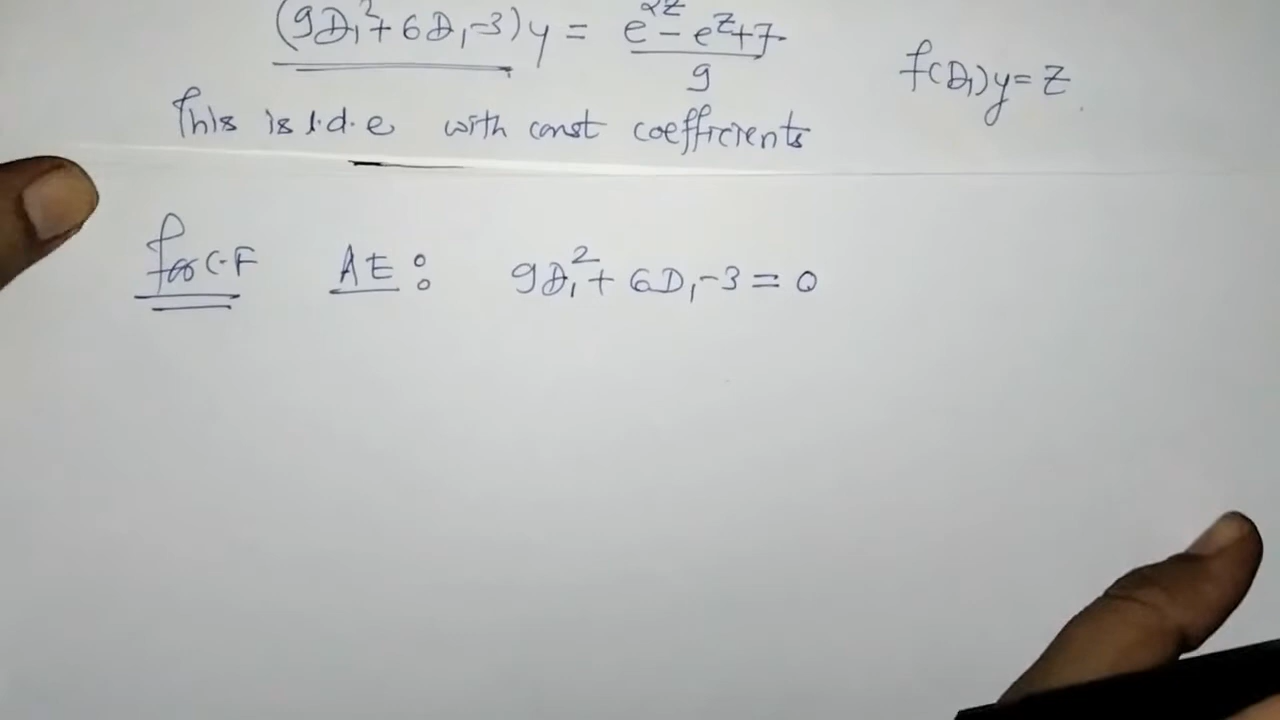 (9D₁²+6D₁-3)y = e^{2z} - e^z+7 / 9
f(D₁)y = Z
This is l.d.e with const coefficients
for C.F AE: 9D₁²+ 6D₁-3 = 0